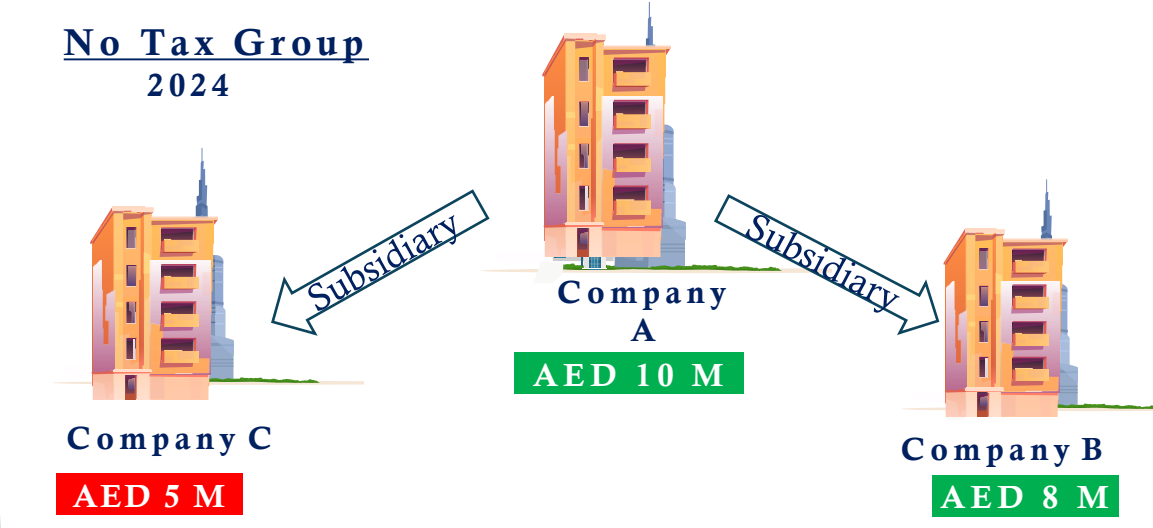 No Tax Group
2024
Subsidiary
Subsidiary
Company
A
AED 10 M
Company C
AED 5 M
Company B
AED 8 M